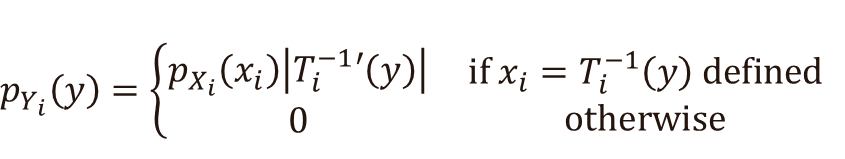 p_{Y_i}(y) = { p_{X_i}(x_i)|T_i^{-1}′(y)| if x_i = T_i^{-1}(y) defined
0 otherwise